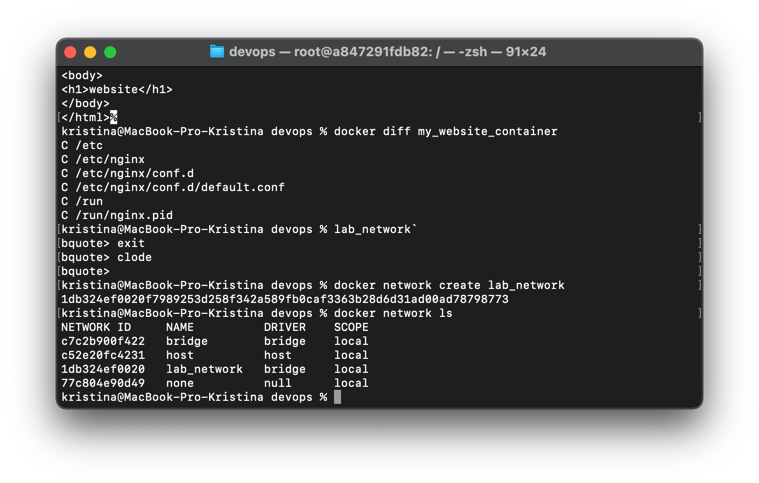 devops — root@a847291fdb82: / — -zsh — 91×24
<body>
<h1>website</h1>
</body>
[</html>% ]
kristina@MacBook-Pro-Kristina devops % docker diff my_website_container
C /etc
C /etc/nginx
C /etc/nginx/conf.d
C /etc/nginx/conf.d/default.conf
C /run
C /run/nginx.pid
[kristina@MacBook-Pro-Kristina devops % lab_network` ]
[bquote> exit ]
[bquote> clode ]
[bquote> ]
[kristina@MacBook-Pro-Kristina devops % docker network create lab_network ]
1db324ef0020f7989253d258f342a589fb0caf3363b28d6d31ad00ad78798773
[kristina@MacBook-Pro-Kristina devops % docker network ls ]
NETWORK ID     NAME          DRIVER    SCOPE
c7c2b900f422   bridge        bridge    local
c52e20fc4231   host          host      local
1db324ef0020   lab_network   bridge    local
77c804e90d49   none          null      local
kristina@MacBook-Pro-Kristina devops %